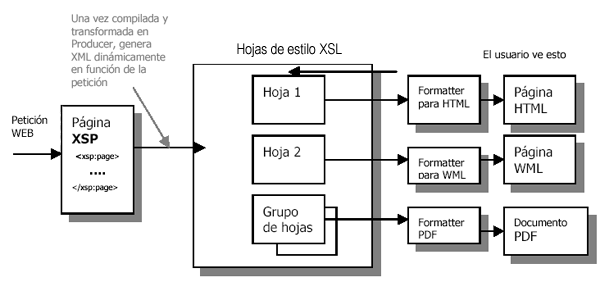 Una vez compilada y
transformada en
Producer, genera
XML dinámicamente
en función de la
petición
Hojas de estilo XSL
El usuario ve esto
Petición
WEB
Página
XSP
<xsp:page>
....
</xsp:page>
Hoja 1
Formatter
para HTML
Página
HTML
Hoja 2
Formatter
para WML
Página
WML
Grupo
de hojas
Formatter
PDF
Documento
PDF